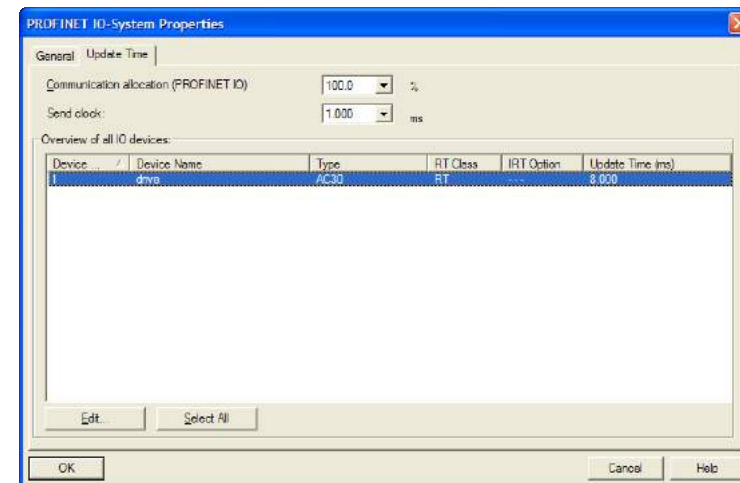 PROFINET IO-System Properties
General Update Time
Communication allocation (PROFINET IO) 100.0 %
Send clock: 1.000 ms
Overview of all IO devices:
Device ... / Device Name Type RT Class IRT Option Update Time (ms)
1 drive AC30 RT --- 8.000
Edit... Select All
OK Cancel Help